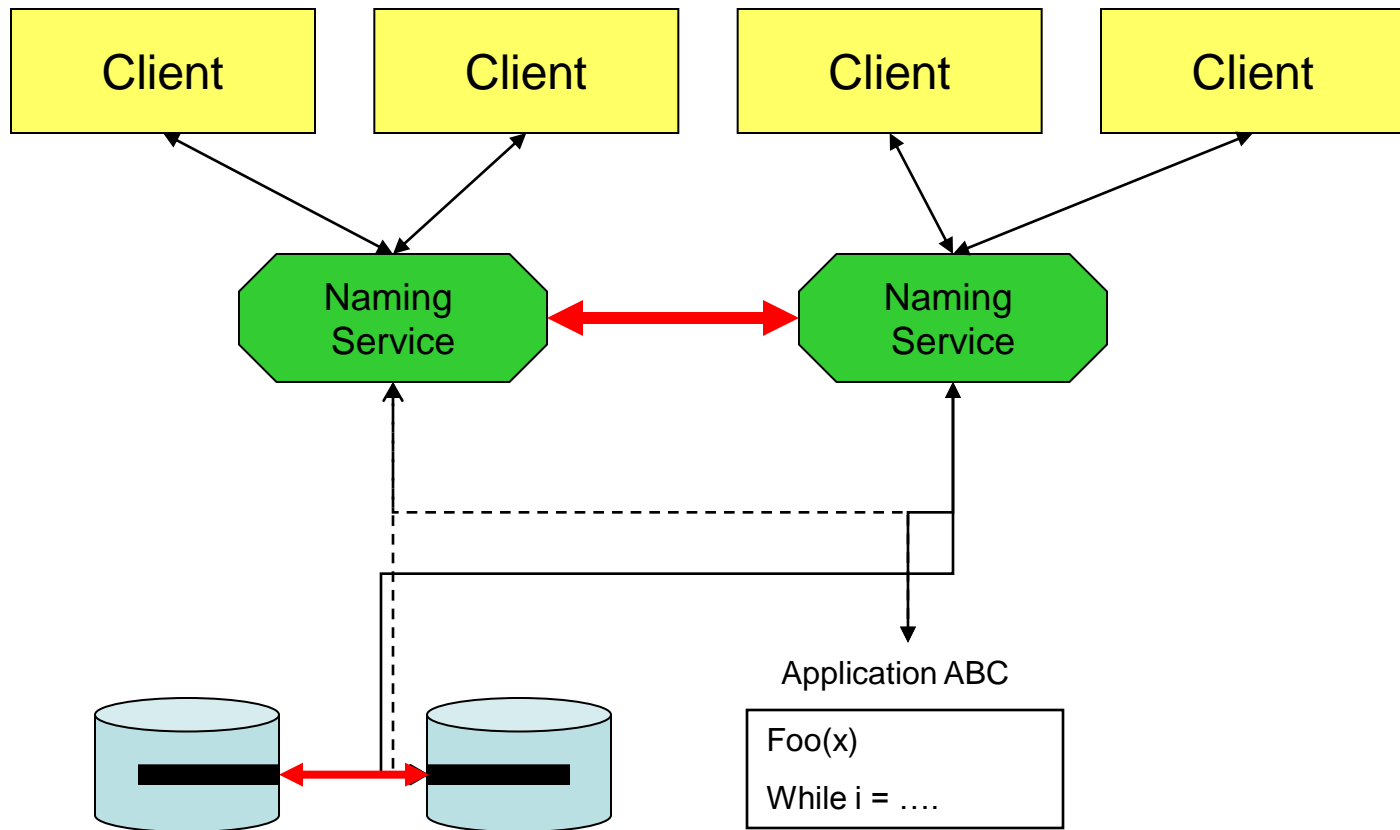 Client
Client
Client
Client
Naming
Service
Naming
Service
Application ABC
Foo(x)
While i = ….